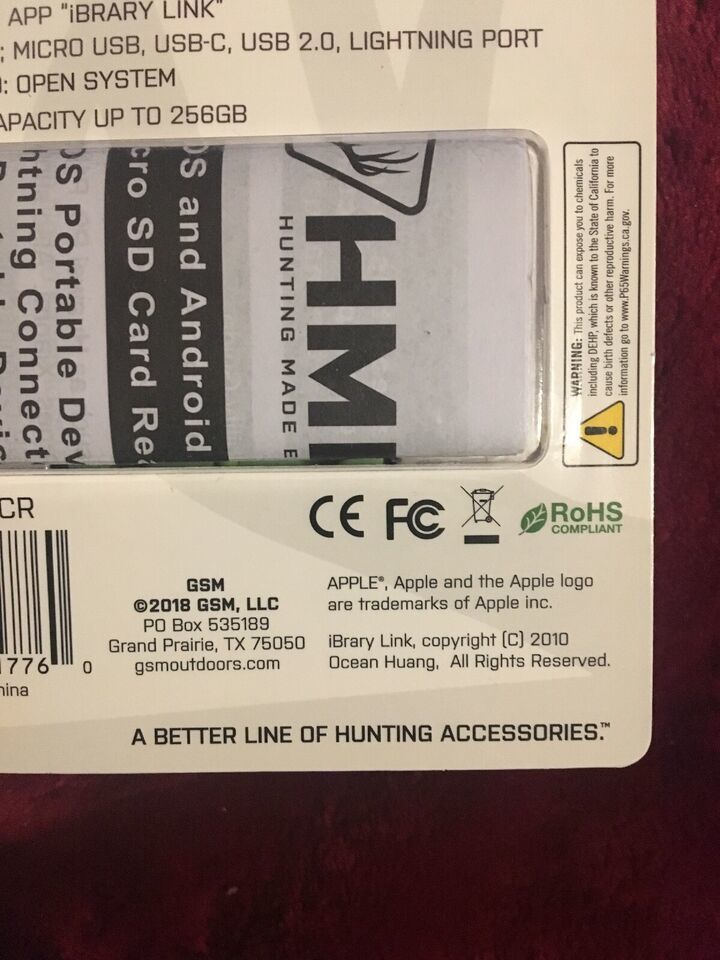 APP "iBRARY LINK"
; MICRO USB, USB-C, USB 2.0, LIGHTNING PORT
: OPEN SYSTEM
APACITY UP TO 256GB
HM
HUNTING MADE E
OS and Android
cro SD Card Re
OS Portable Dev
htning Connect
WARNING: This product can expose you to chemicals
including DEHP, which is known to the State of California to
cause birth defects or other reproductive harm. For more
information go to www.P65Warnings.ca.gov.
CR
CE FC RoHS
COMPLIANT
1776 0
hina
GSM
©2018 GSM, LLC
PO Box 535189
Grand Prairie, TX 75050
gsmoutdoors.com
APPLE®, Apple and the Apple logo
are trademarks of Apple inc.
iBrary Link, copyright (C) 2010
Ocean Huang, All Rights Reserved.
A BETTER LINE OF HUNTING ACCESSORIES.™